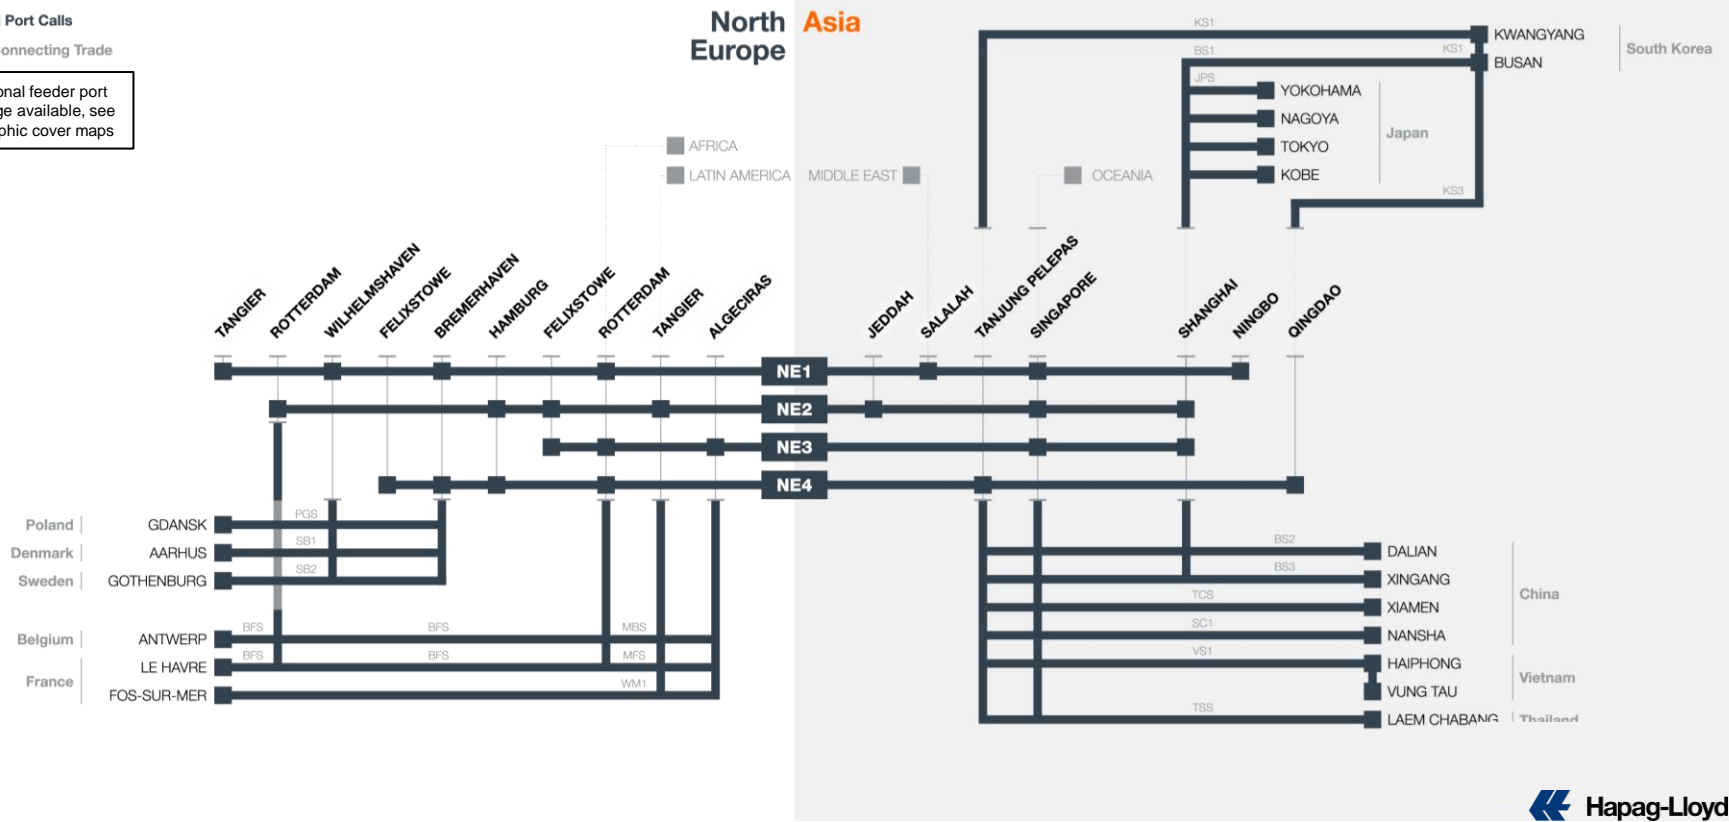 Port Calls
Connecting Trade
onal feeder port
ge available, see
phic cover maps
North
Europe
Asia
KS1
KWANGYANG
BS1
KS1
BUSAN
South Korea
JPS
YOKOHAMA
NAGOYA
TOKYO
KOBE
Japan
KS3
AFRICA
LATIN AMERICA
MIDDLE EAST
OCEANIA
TANGIER
ROTTERDAM
WILHELMSHAVEN
FELIXSTOWE
BREMERHAVEN
HAMBURG
FELIXSTOWE
ROTTERDAM
TANGIER
ALGECIRAS
JEDDAH
SALALAH
TANJUNG PELEPAS
SINGAPORE
SHANGHAI
NINGBO
QINGDAO
NE1
NE2
NE3
NE4
Poland
GDANSK
PGS
Denmark
AARHUS
SB1
Sweden
GOTHENBURG
SB2
Belgium
ANTWERP
BFS
BFS
MBS
France
LE HAVRE
BFS
BFS
MFS
FOS-SUR-MER
WM1
BS2
DALIAN
BS3
XINGANG
TCS
XIAMEN
SC1
NANSHA
China
VS1
HAIPHONG
VUNG TAU
Vietnam
TSS
LAEM CHABANG
Thailand
Hapag-Lloyd